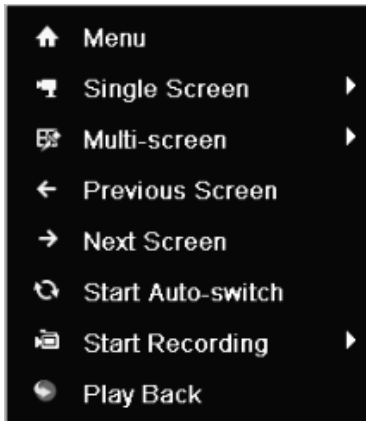 Menu
Single Screen
Multi-screen
Previous Screen
Next Screen
Start Auto-switch
Start Recording
Play Back